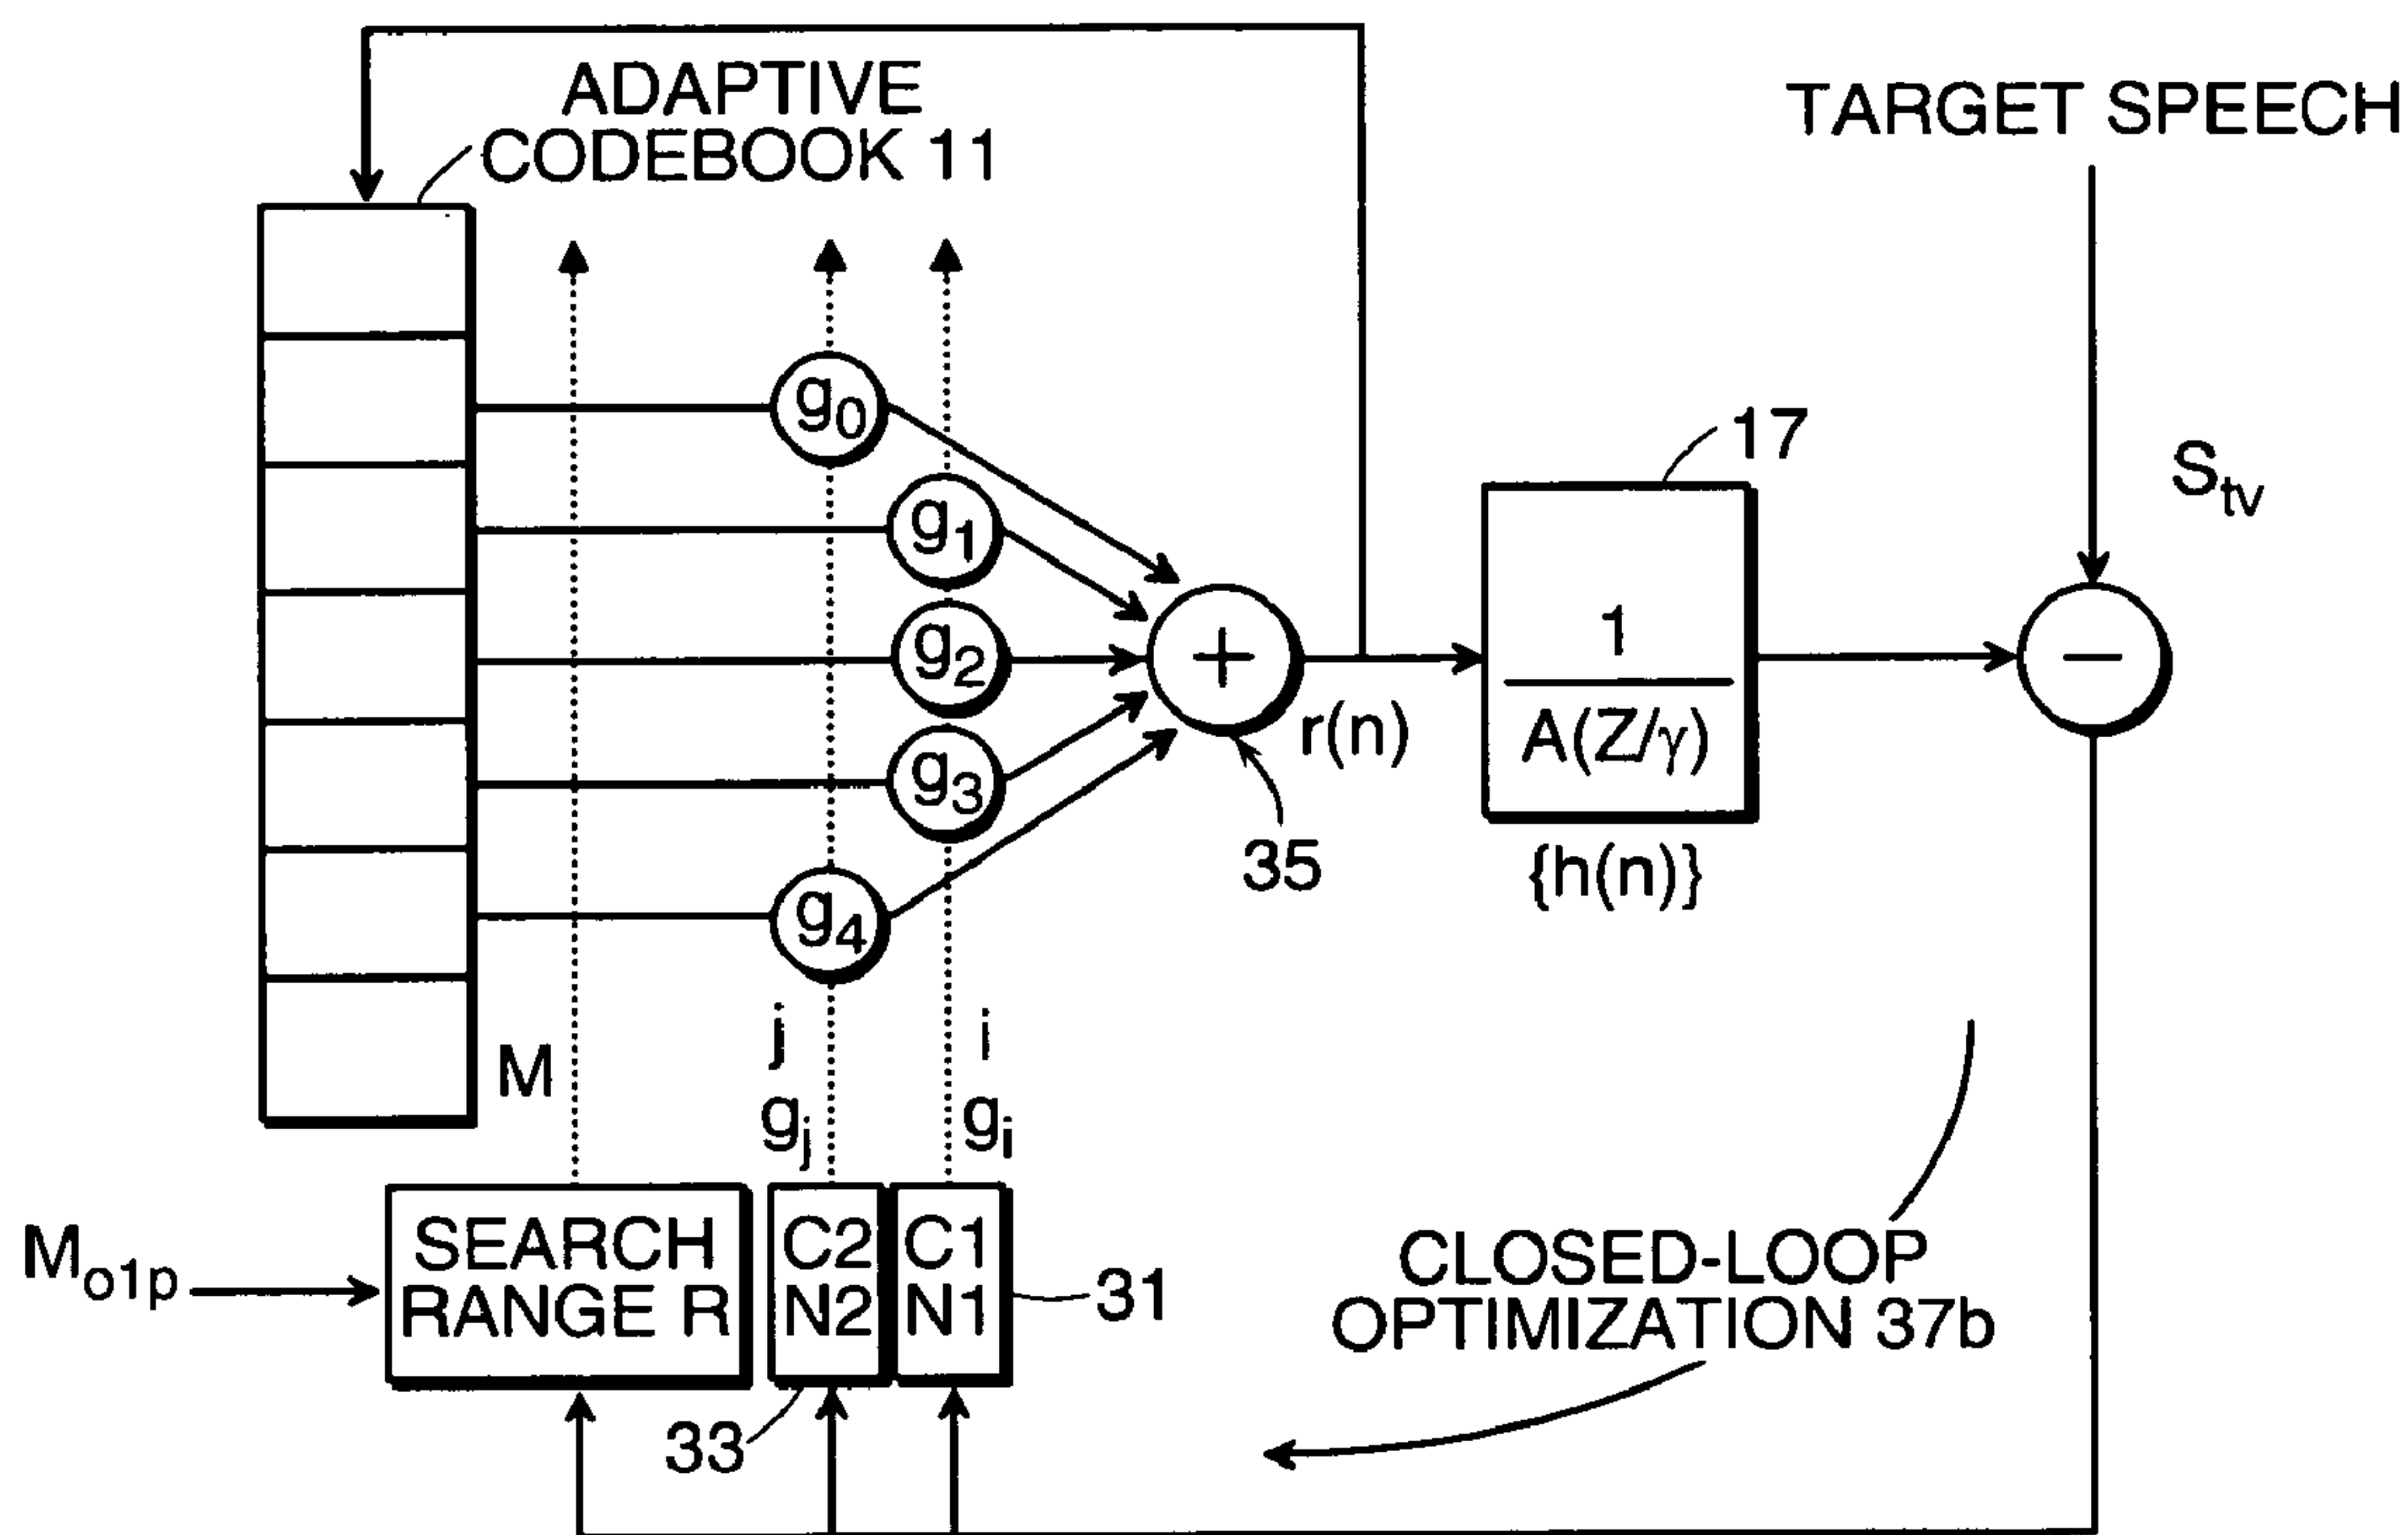 ADAPTIVE
CODEBOOK 11
TARGET SPEECH
g0
17
Stv
g1
g2
+
1
A(Z/γ)
−
r(n)
g3
35
{h(n)}
g4
j
i
M
gj
gi
Mo1p
SEARCH
RANGE R
C2
N2
C1
N1
31
CLOSED-LOOP
OPTIMIZATION 37b
33